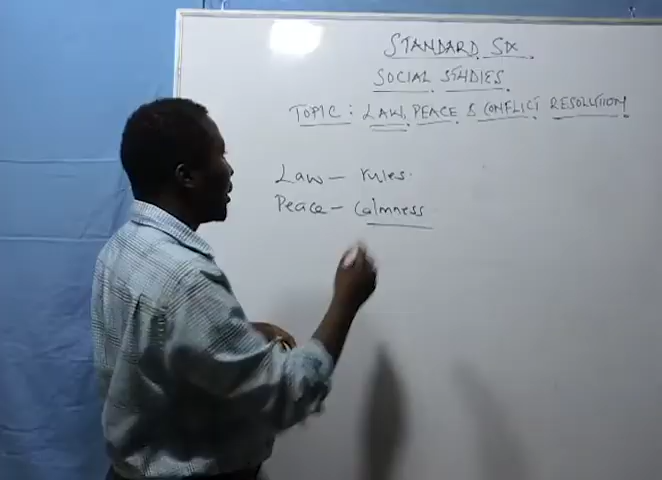 STANDARD SIX.
SOCIAL STUDIES
TOPIC: LAW, PEACE & CONFLICT RESOLUTION
Law – rules.
Peace – Calmness